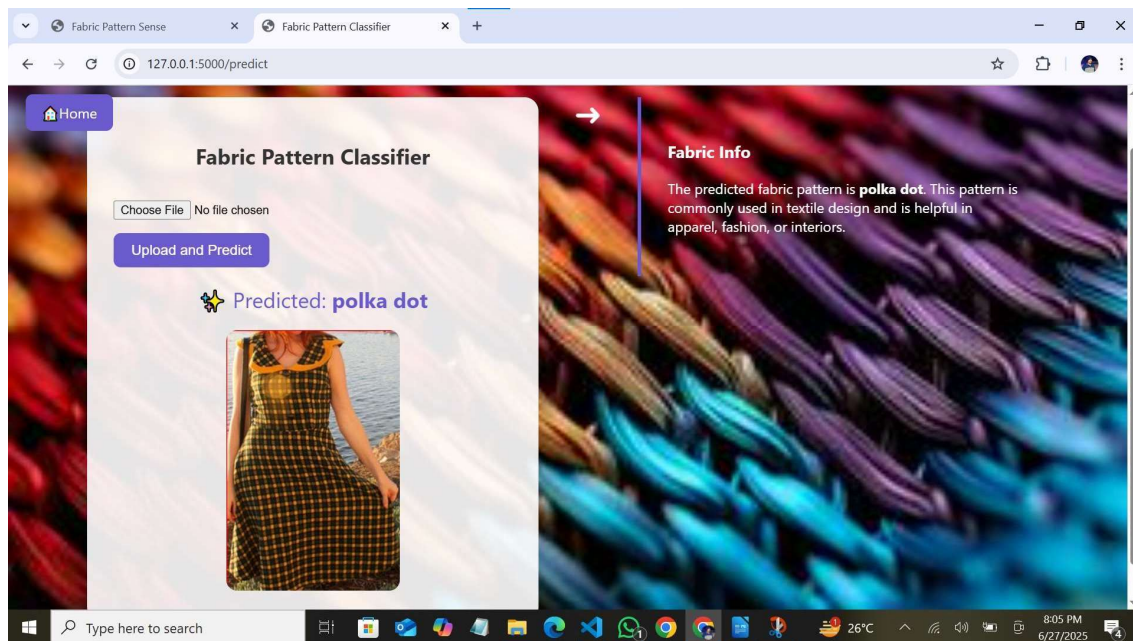 Fabric Pattern Sense
Fabric Pattern Classifier
127.0.0.1:5000/predict
Home
Fabric Pattern Classifier
Choose File No file chosen
Upload and Predict
Predicted: polka dot
Fabric Info
The predicted fabric pattern is polka dot. This pattern is
commonly used in textile design and is helpful in
apparel, fashion, or interiors.
Type here to search
1
26°C
8:05 PM
6/27/2025
4